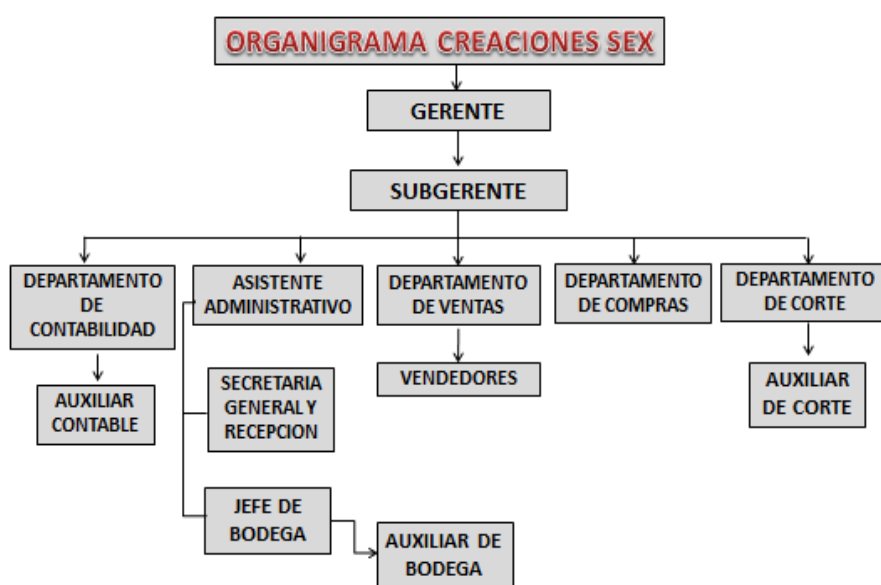 ORGANIGRAMA CREACIONES SEX
GERENTE
SUBGERENTE
DEPARTAMENTO
DE
CONTABILIDAD
ASISTENTE
ADMINISTRATIVO
DEPARTAMENTO
DE VENTAS
DEPARTAMENTO
DE COMPRAS
DEPARTAMENTO
DE CORTE
AUXILIAR
CONTABLE
SECRETARIA
GENERAL Y
RECEPCION
VENDEDORES
AUXILIAR
DE CORTE
JEFE DE
BODEGA
AUXILIAR DE
BODEGA